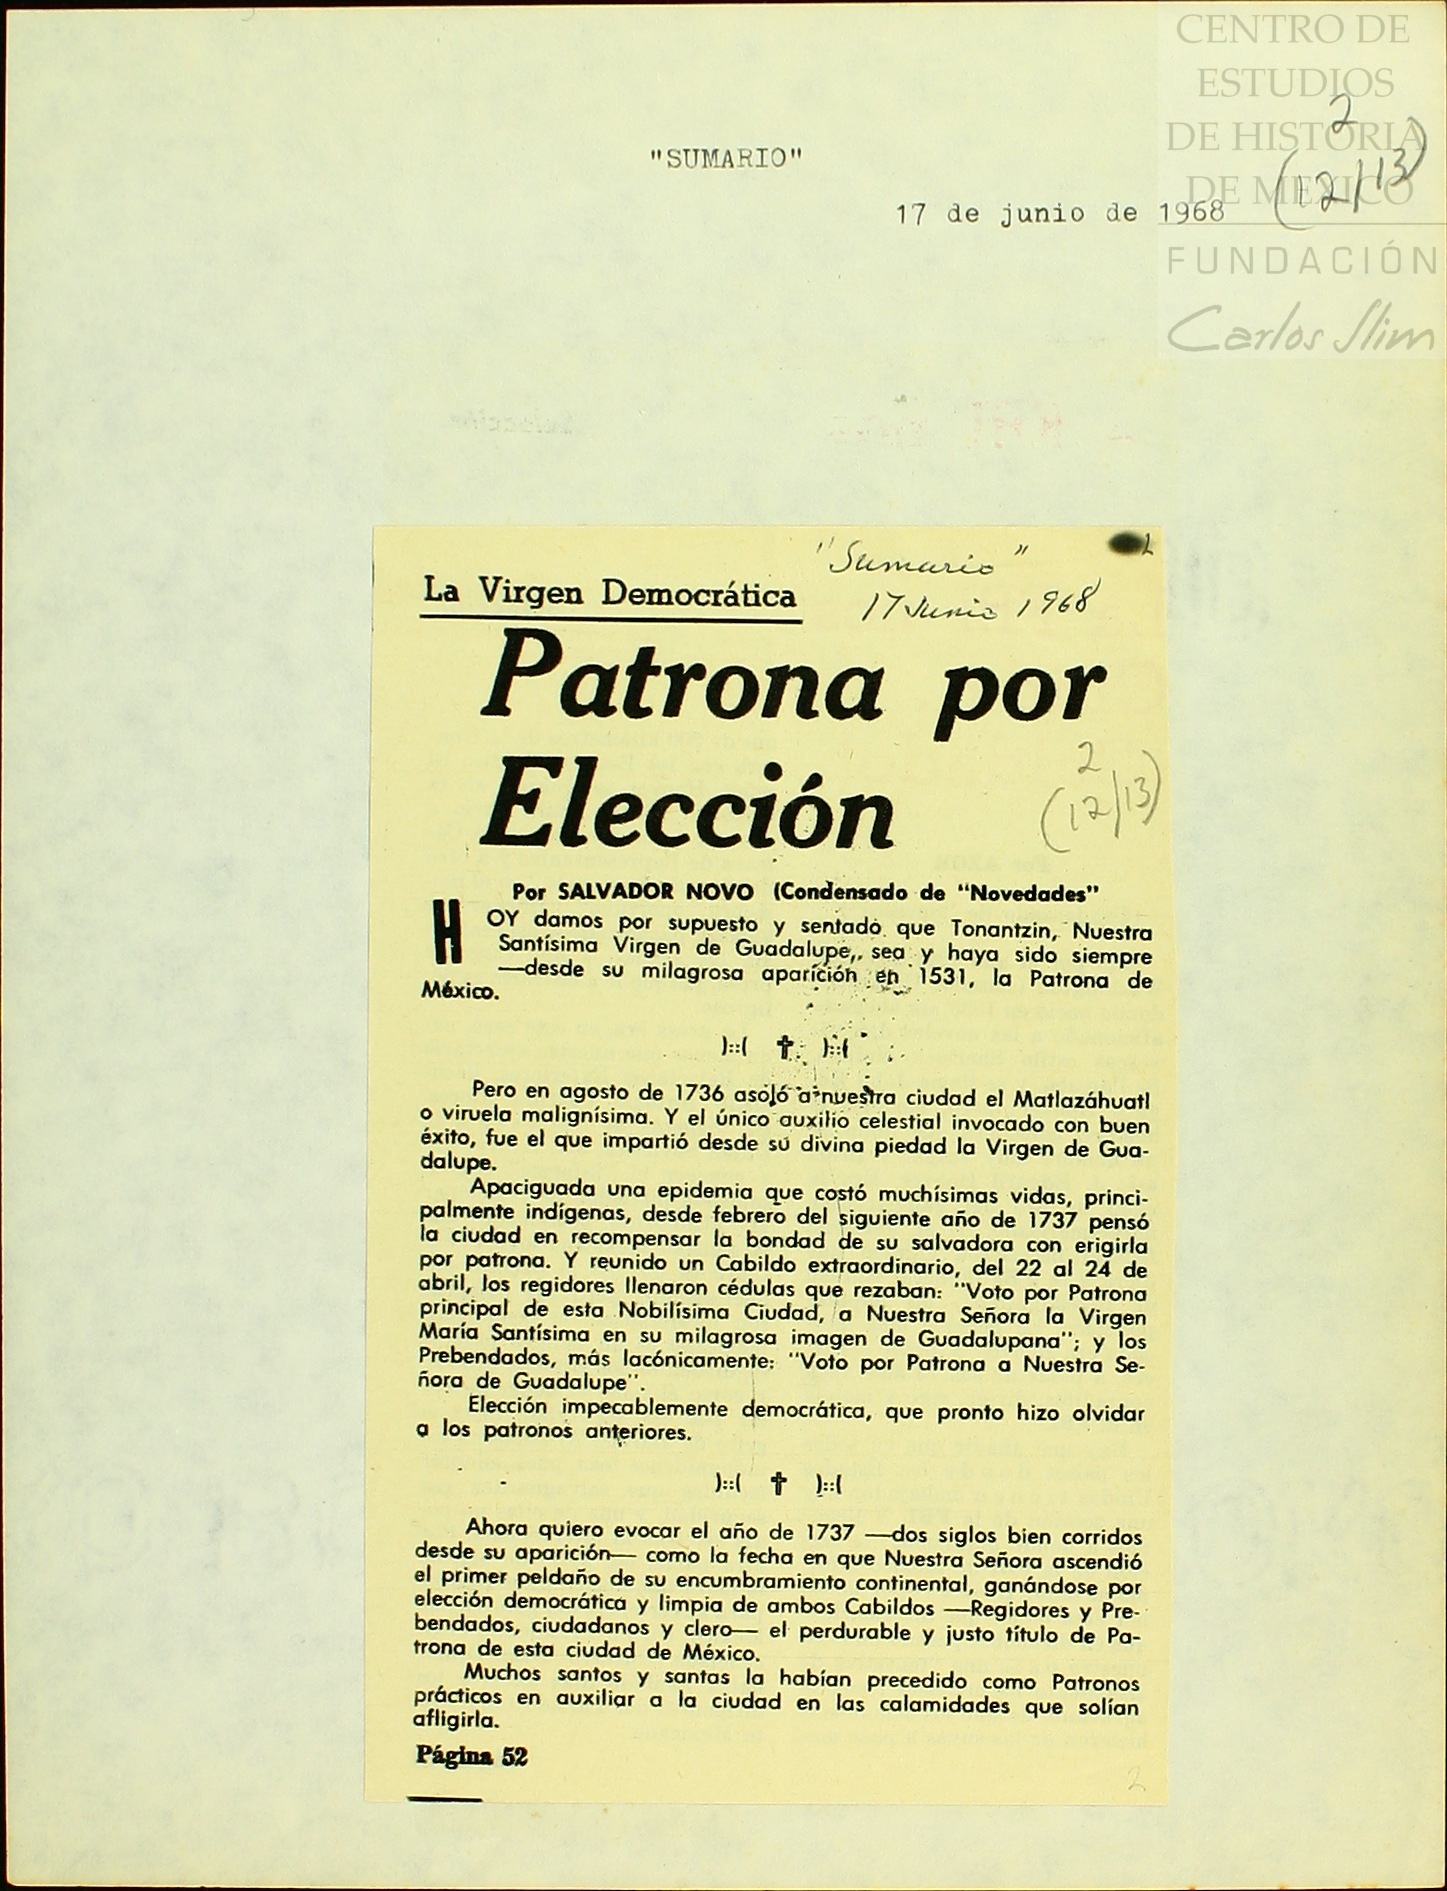 CENTRO DE
ESTUDIOS
DE HISTORIA
DE MÉXICO
FUNDACIÓN
Carlos Slim
2
(12/13)
"SUMARIO"
17 de junio de 1968
"Sumario"
17 Junio 1968
2
La Virgen Democrática
Patrona por
Elección
2
(12/13)
Por SALVADOR NOVO (Condensado de "Novedades"
HOY damos por supuesto y sentado que Tonantzin, Nuestra
Santísima Virgen de Guadalupe, sea y haya sido siempre
—desde su milagrosa aparición en 1531, la Patrona de
México.
)::( † )::(
Pero en agosto de 1736 asoló a nuestra ciudad el Matlazáhuatl
o viruela malignísima. Y el único auxilio celestial invocado con buen
éxito, fue el que impartió desde su divina piedad la Virgen de Gua-
dalupe.
Apaciguada una epidemia que costó muchísimas vidas, princi-
palmente indígenas, desde febrero del siguiente año de 1737 pensó
la ciudad en recompensar la bondad de su salvadora con erigirla
por patrona. Y reunido un Cabildo extraordinario, del 22 al 24 de
abril, los regidores llenaron cédulas que rezaban: "Voto por Patrona
principal de esta Nobilísima Ciudad, a Nuestra Señora la Virgen
María Santísima en su milagrosa imagen de Guadalupana"; y los
Prebendados, más lacónicamente: "Voto por Patrona a Nuestra Se-
ñora de Guadalupe".
Elección impecablemente democrática, que pronto hizo olvidar
a los patronos anteriores.
)::( † )::(
Ahora quiero evocar el año de 1737 —dos siglos bien corridos
desde su aparición— como la fecha en que Nuestra Señora ascendió
el primer peldaño de su encumbramiento continental, ganándose por
elección democrática y limpia de ambos Cabildos —Regidores y Pre-
bendados, ciudadanos y clero— el perdurable y justo título de Pa-
trona de esta ciudad de México.
Muchos santos y santas la habían precedido como Patronos
prácticos en auxiliar a la ciudad en las calamidades que solían
afligirla.
Página 52
2